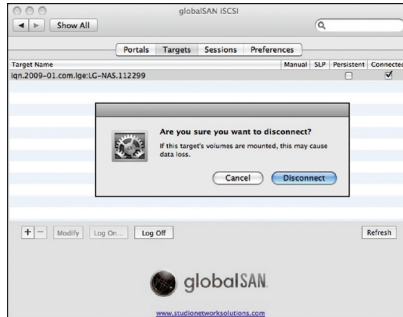 globalSAN iSCSI
Show All
Portals Targets Sessions Preferences
Target Name Manual SLP Persistent Connected
iqn.2009-01.com.lge:LG-NAS.112299
Are you sure you want to disconnect?
If this target's volumes are mounted, this may cause
data loss.
Cancel Disconnect
+ − Modify Log On... Log Off Refresh
globalSAN
www.studionetworksolutions.com